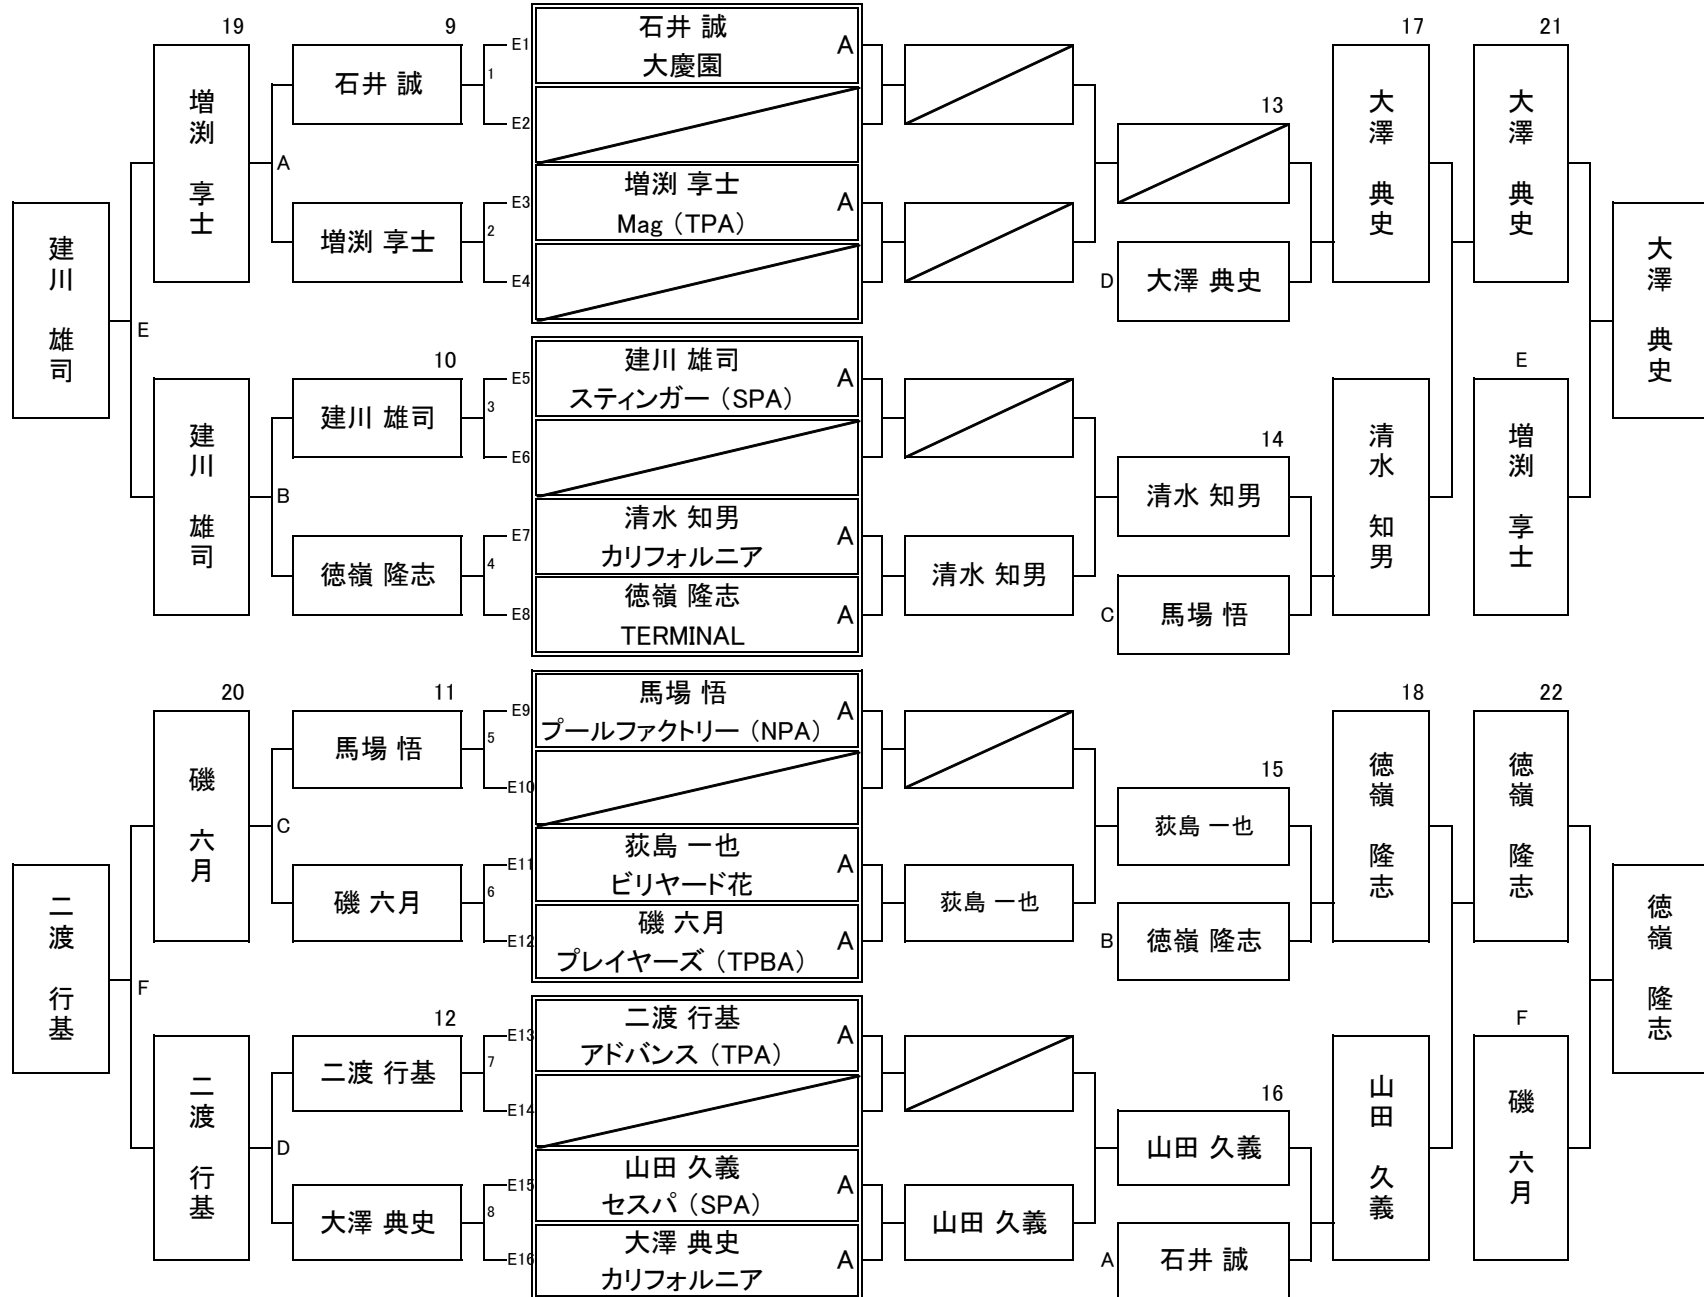 19
9
17
21
E1
石井 誠
A
大慶園
1
石井 誠
増渕 享士
E2
13
大澤 典史
大澤 典史
A
E3
増渕 享士
A
Mag（TPA）
2
増渕 享士
建川 雄司
E4
D
大澤 典史
大澤 典史
E
10
E5
建川 雄司
A
スティンガー（SPA）
3
建川 雄司
建川 雄司
E6
14
清水 知男
E
増渕 享士
B
清水 知男
E7
清水 知男
A
カリフォルニア
4
徳嶺 隆志
清水 知男
E8
徳嶺 隆志
A
TERMINAL
C
馬場 悟
20
11
18
22
E9
馬場 悟
A
プールファクトリー（NPA）
5
馬場 悟
磯 六月
E10
15
徳嶺 隆志
徳嶺 隆志
C
荻島 一也
E11
荻島 一也
A
ビリヤード花
6
磯 六月
荻島 一也
二渡 行基
E12
磯 六月
A
プレイヤーズ（TPBA）
B
徳嶺 隆志
徳嶺 隆志
F
12
E13
二渡 行基
A
アドバンス（TPA）
7
二渡 行基
二渡 行基
E14
16
山田 久義
F
磯 六月
D
山田 久義
E15
山田 久義
A
セスパ（SPA）
8
大澤 典史
山田 久義
E16
大澤 典史
A
カリフォルニア
A
石井 誠